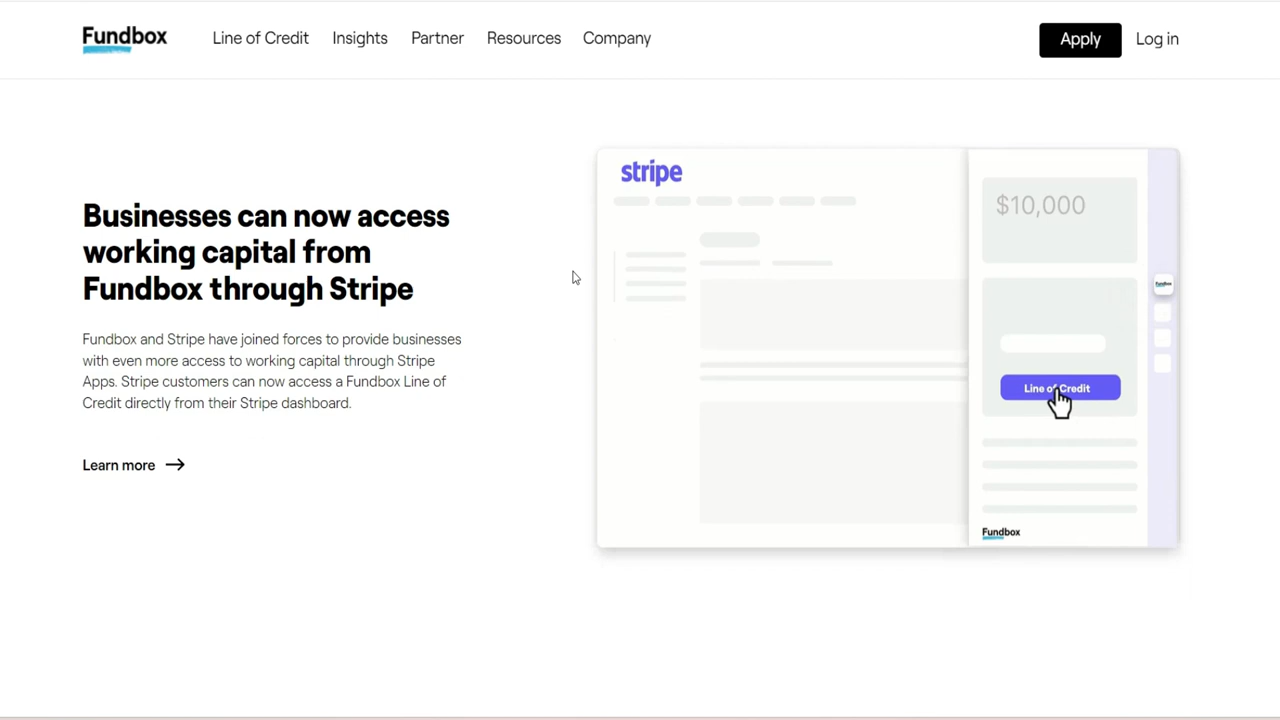 Fundbox
Line of Credit
Insights
Partner
Resources
Company
Apply
Log in
Businesses can now access
working capital from
Fundbox through Stripe
Fundbox and Stripe have joined forces to provide businesses
with even more access to working capital through Stripe
Apps. Stripe customers can now access a Fundbox Line of
Credit directly from their Stripe dashboard.
Learn more
stripe
$10,000
Fundbox
Line of Credit
Fundbox